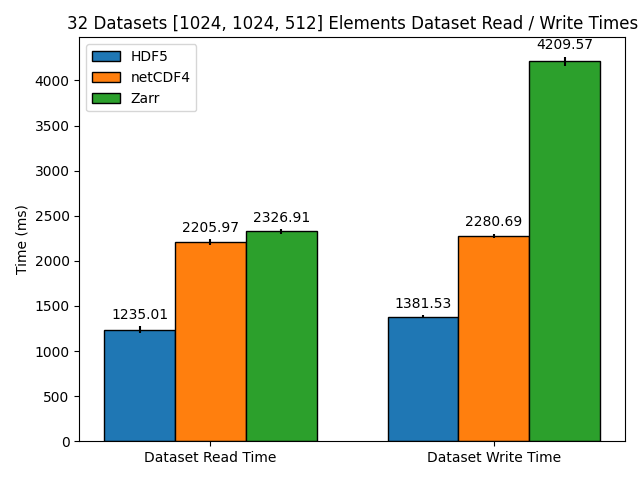 32 Datasets [1024, 1024, 512] Elements Dataset Read / Write Times
HDF5
netCDF4
Zarr
4209.57
2205.97
2326.91
2280.69
1235.01
1381.53
Time (ms)
4000
3500
3000
2500
2000
1500
1000
500
0
Dataset Read Time
Dataset Write Time